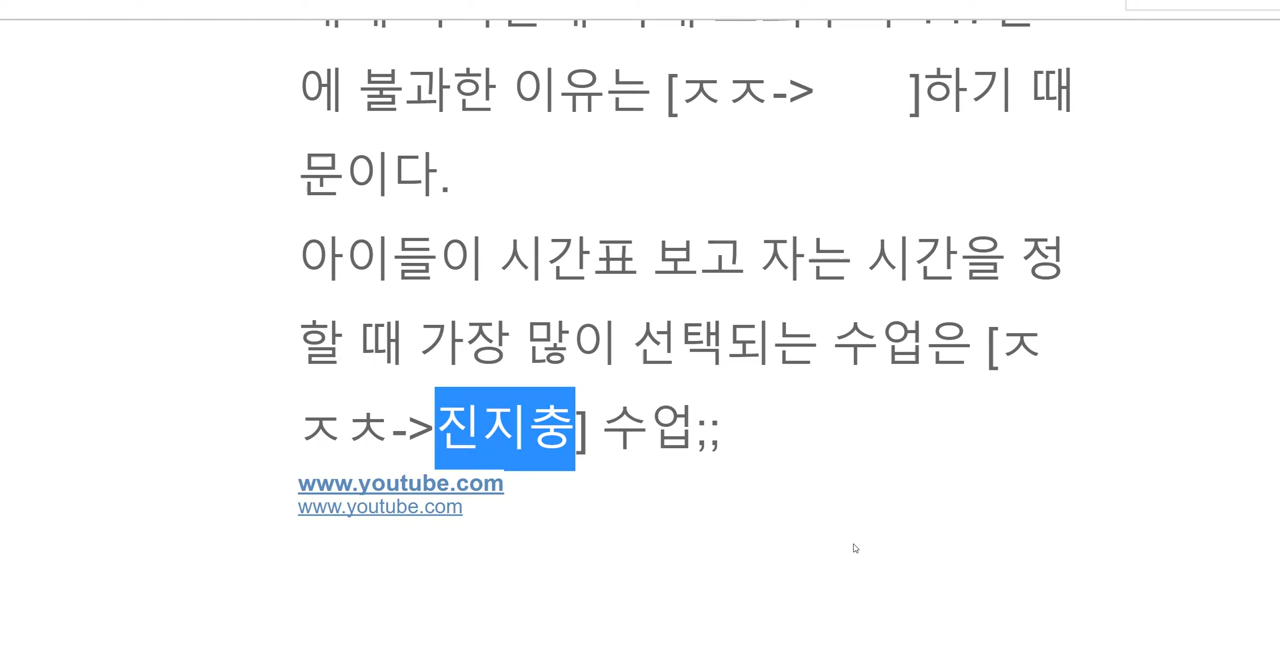 에 불과한 이유는 [ㅈㅈ-> ]하기 때
문이다.
아이들이 시간표 보고 자는 시간을 정
할 때 가장 많이 선택되는 수업은 [ㅈ
ㅈㅊ->진지충] 수업;;
www.youtube.com
www.youtube.com